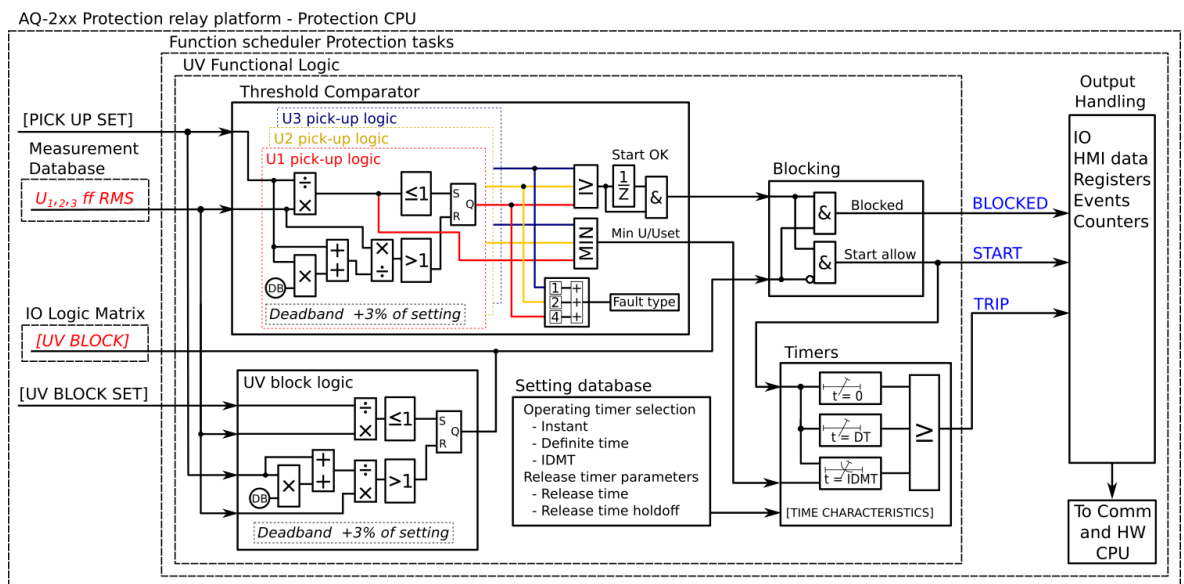 AQ-2xx Protection relay platform - Protection CPU
Function scheduler Protection tasks
UV Functional Logic
Threshold Comparator
[PICK UP SET]
Measurement
Database
U₁,₂,₃ ff RMS
U3 pick-up logic
U2 pick-up logic
U1 pick-up logic
÷
×
≤1
S
R
Q
DB
×
+
+
×
÷
>1
Deadband +3% of setting
≥
Start OK
1
Z
&
MIN
Min U/Uset
1 +
2 +
4 +
Fault type
Blocking
&
Blocked
&
Start allow
BLOCKED
START
TRIP
Output
Handling
IO
HMI data
Registers
Events
Counters
To Comm
and HW
CPU
IO Logic Matrix
[UV BLOCK]
[UV BLOCK SET]
UV block logic
÷
×
≤1
S
R
Q
DB
×
+
+
÷
×
>1
Deadband +3% of setting
Setting database
Operating timer selection
- Instant
- Definite time
- IDMT
Release timer parameters
- Release time
- Release time holdoff
Timers
t = 0
t = DT
t = IDMT
≥
[TIME CHARACTERISTICS]